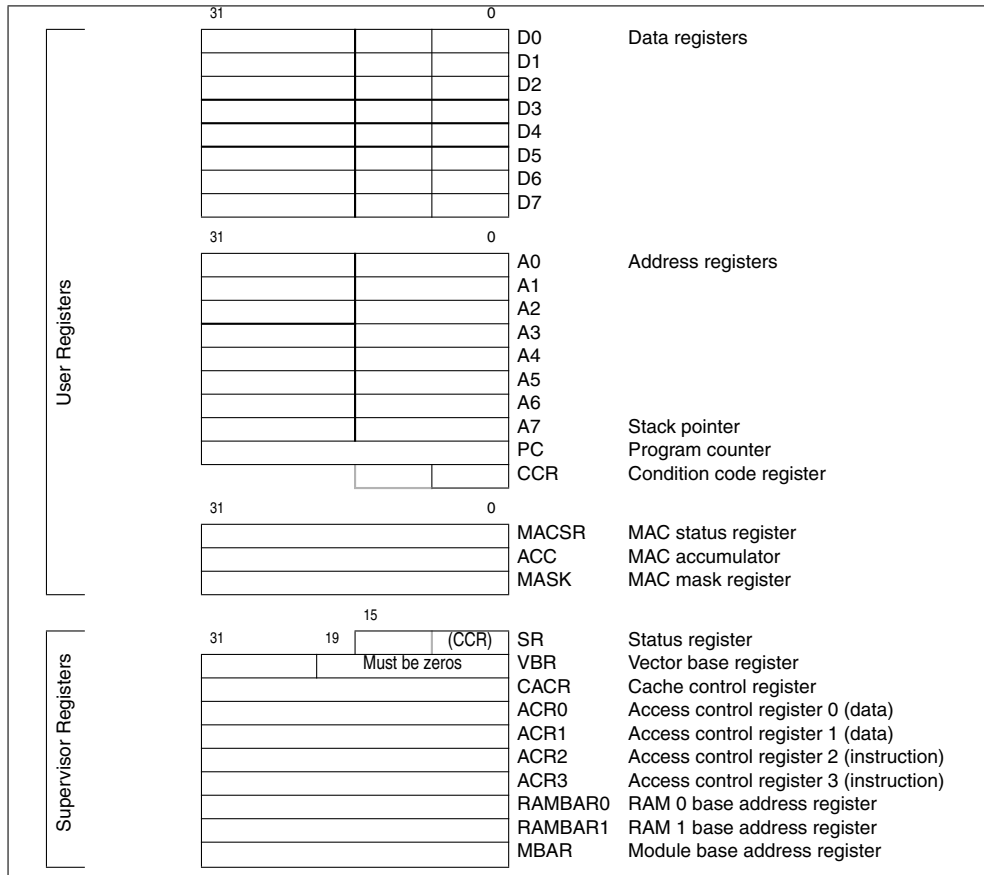 31 0
D0 Data registers
D1
D2
D3
D4
D5
D6
D7
31 0
A0 Address registers
A1
A2
A3
A4
A5
A6
A7 Stack pointer
PC Program counter
CCR Condition code register
User Registers
31 0
MACSR MAC status register
ACC MAC accumulator
MASK MAC mask register
15
31 19 (CCR) SR Status register
Must be zeros VBR Vector base register
CACR Cache control register
ACR0 Access control register 0 (data)
ACR1 Access control register 1 (data)
ACR2 Access control register 2 (instruction)
ACR3 Access control register 3 (instruction)
RAMBAR0 RAM 0 base address register
RAMBAR1 RAM 1 base address register
MBAR Module base address register
Supervisor Registers